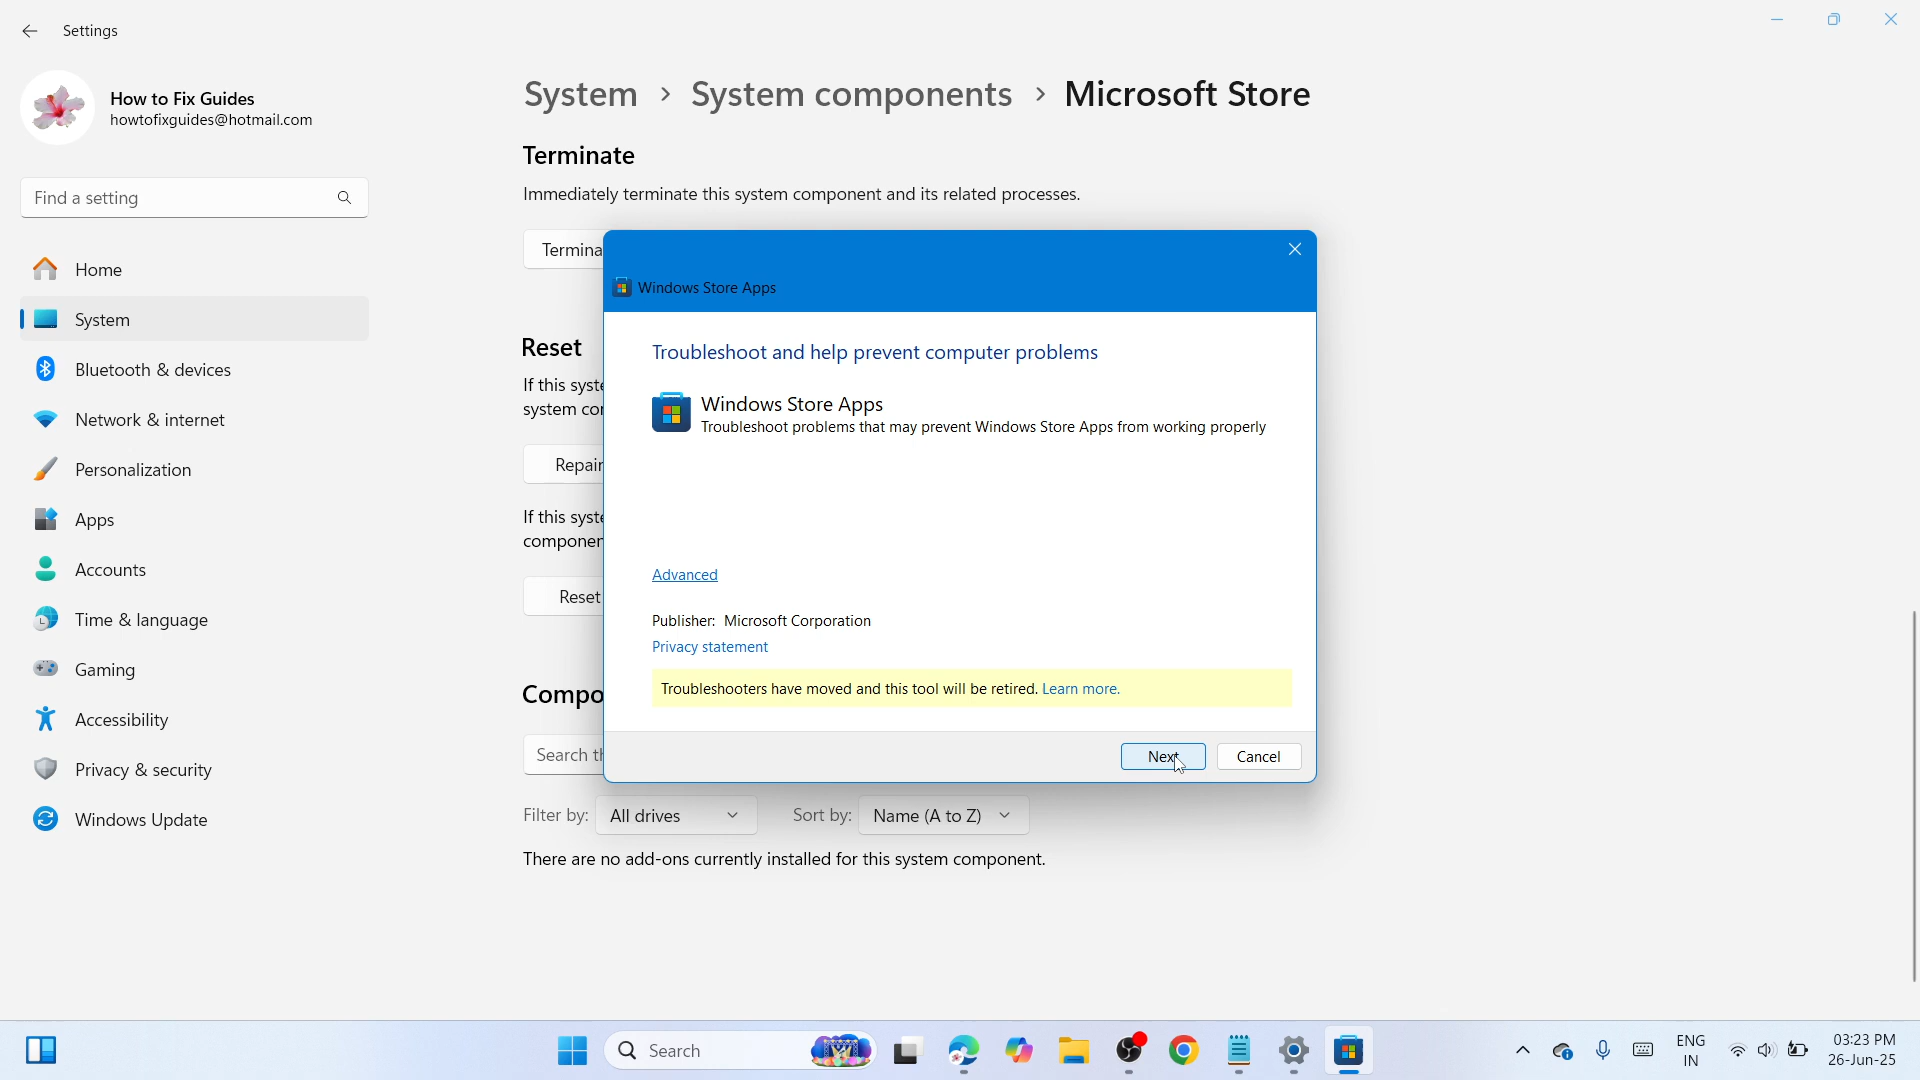 Settings
How to Fix Guides
howtofixguides@hotmail.com
Find a setting
Home
System
Bluetooth & devices
Network & internet
Personalization
Apps
Accounts
Time & language
Gaming
Accessibility
Privacy & security
Windows Update
System > System components > Microsoft Store
Terminate
Immediately terminate this system component and its related processes.
Termina
Reset
If this syste
system cor
Repair
If this syste
componen
Reset
Compo
Search th
Filter by: All drives Sort by: Name (A to Z)
There are no add-ons currently installed for this system component.
Windows Store Apps
Troubleshoot and help prevent computer problems
Windows Store Apps
Troubleshoot problems that may prevent Windows Store Apps from working properly
Advanced
Publisher: Microsoft Corporation
Privacy statement
Troubleshooters have moved and this tool will be retired. Learn more.
Next Cancel
Search
ENG
IN
03:23 PM
26-Jun-25